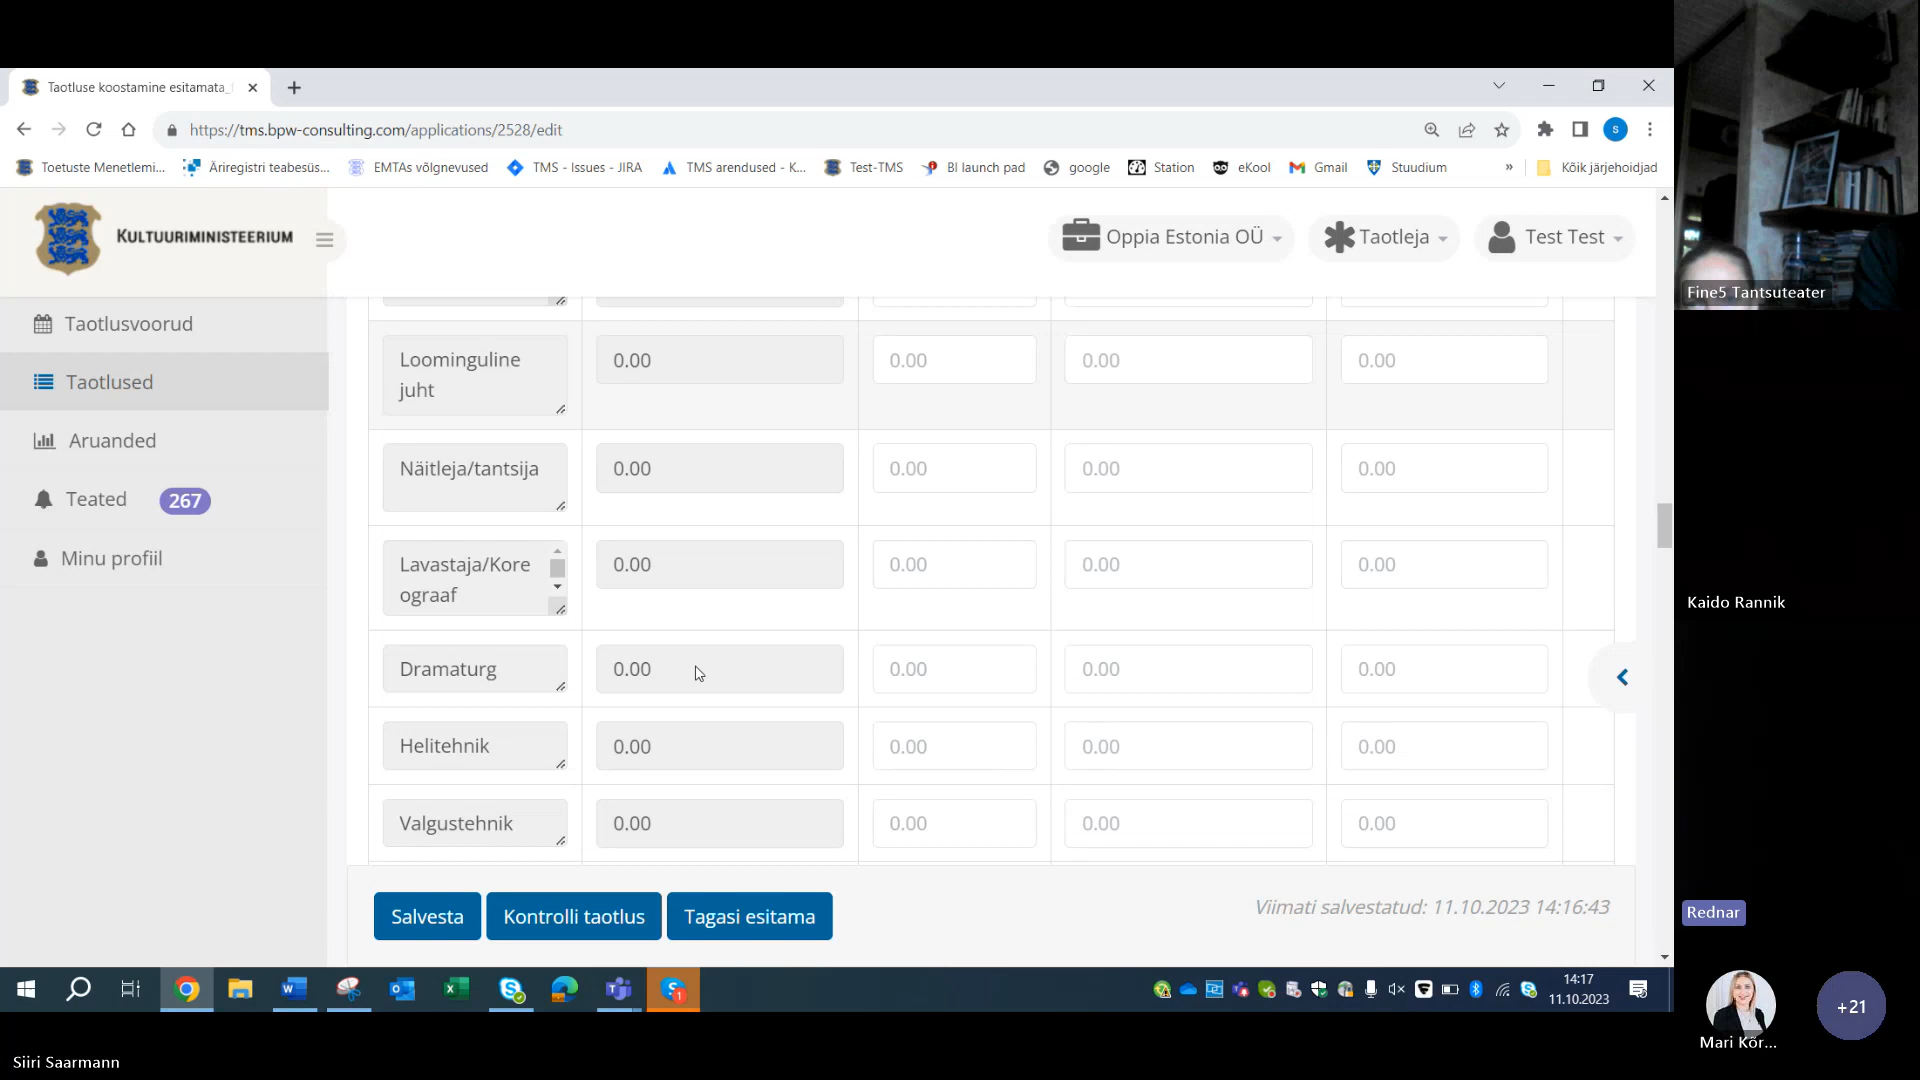 Taotluse koostamine esitamata_
https://tms.bpw-consulting.com/applications/2528/edit
Toetuste Menetlemi...
Äriregistri teabesüs...
EMTAs võlgnevused
TMS - Issues - JIRA
TMS arendused - K...
Test-TMS
BI launch pad
google
Station
eKool
Gmail
Stuudium
»
Kõik järjehoidjad
KULTUURIMINISTEERIUM
Oppia Estonia OÜ
Taotleja
Test Test
Taotlusvoorud
Taotlused
Aruanded
Teated 267
Minu profiil
Loominguline
juht
0.00 0.00 0.00 0.00
Näitleja/tantsija 0.00 0.00 0.00 0.00
Lavastaja/Kore
ograaf
0.00 0.00 0.00 0.00
Dramaturg 0.00 0.00 0.00 0.00
Helitehnik 0.00 0.00 0.00 0.00
Valgustehnik 0.00 0.00 0.00 0.00
Salvesta
Kontrolli taotlus
Tagasi esitama
Viimati salvestatud: 11.10.2023 14:16:43
14:17
11.10.2023
Fine5 Tantsuteater
Kaido Rannik
Rednar
Mari Kõr...
+21
Siiri Saarmann